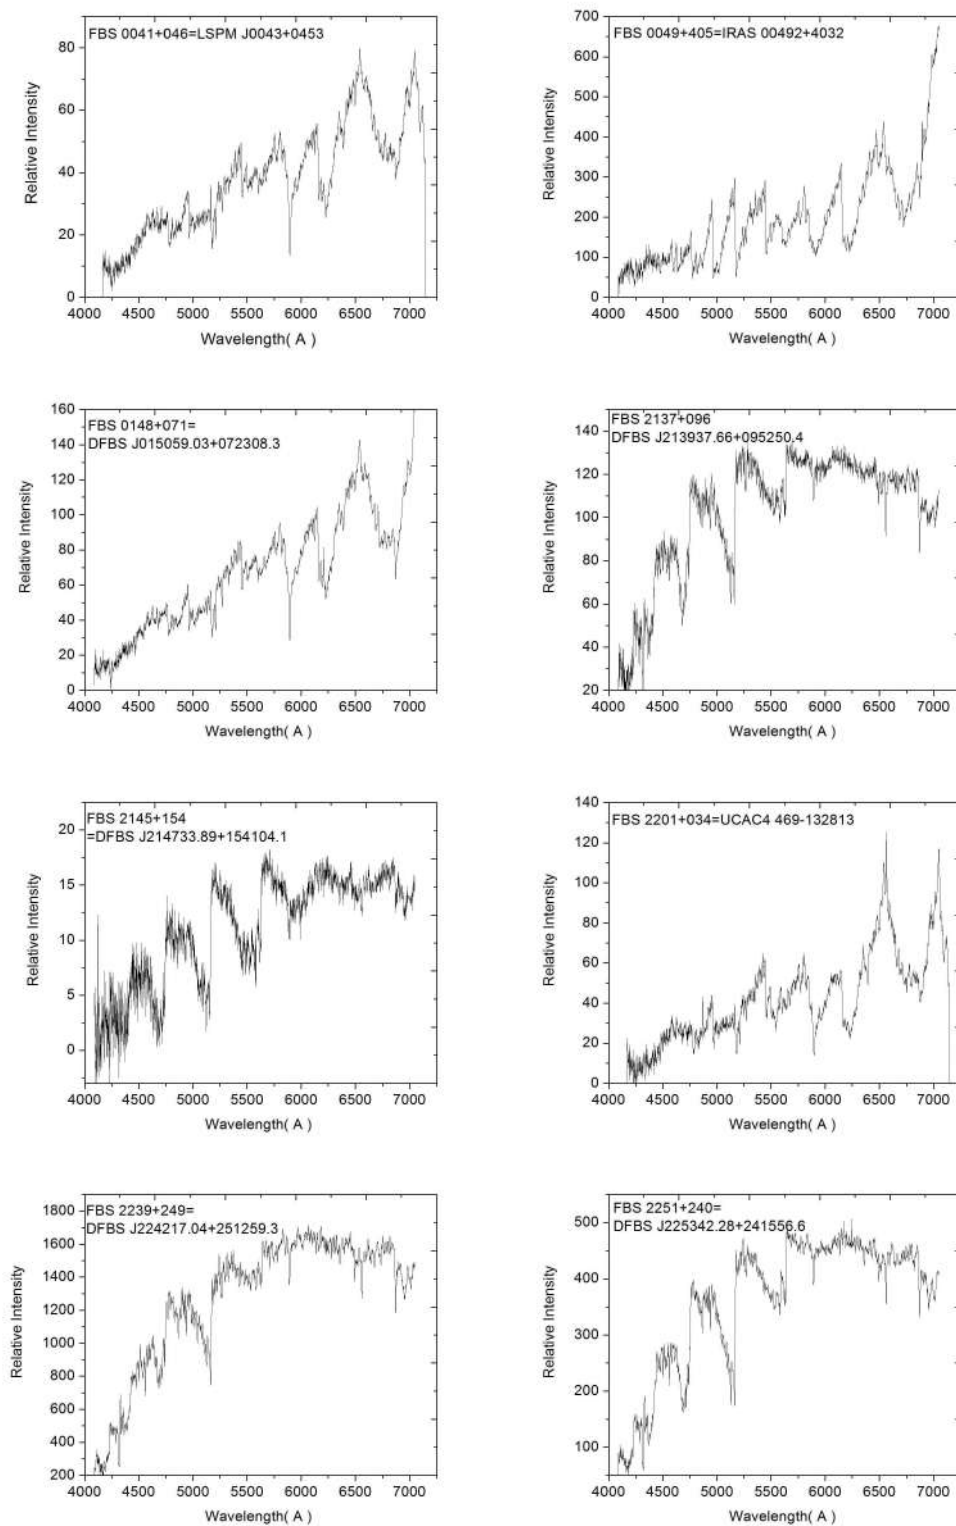 FBS 0041+046=LSPM J0043+0453
80
60
40
20
0
Relative Intensity
4000 4500 5000 5500 6000 6500 7000
Wavelength( A )
FBS 0049+405=IRAS 00492+4032
700
600
500
400
300
200
100
0
Relative Intensity
4000 4500 5000 5500 6000 6500 7000
Wavelength( A )
FBS 0148+071=
DFBS J015059.03+072308.3
160
140
120
100
80
60
40
20
0
Relative Intensity
4000 4500 5000 5500 6000 6500 7000
Wavelength( A )
FBS 2137+096
DFBS J213937.66+095250.4
140
120
100
80
60
40
20
Relative Intensity
4000 4500 5000 5500 6000 6500 7000
Wavelength( A )
FBS 2145+154
=DFBS J214733.89+154104.1
20
15
10
5
0
Relative Intensity
4000 4500 5000 5500 6000 6500 7000
Wavelength( A )
FBS 2201+034=UCAC4 469-132813
140
120
100
80
60
40
20
0
Relative Intensity
4000 4500 5000 5500 6000 6500 7000
Wavelength( A )
FBS 2239+249=
DFBS J224217.04+251259.3
1800
1600
1400
1200
1000
800
600
400
200
Relative Intensity
4000 4500 5000 5500 6000 6500 7000
Wavelength( A )
FBS 2251+240=
DFBS J225342.28+241556.6
500
400
300
200
100
Relative Intensity
4000 4500 5000 5500 6000 6500 7000
Wavelength( A )